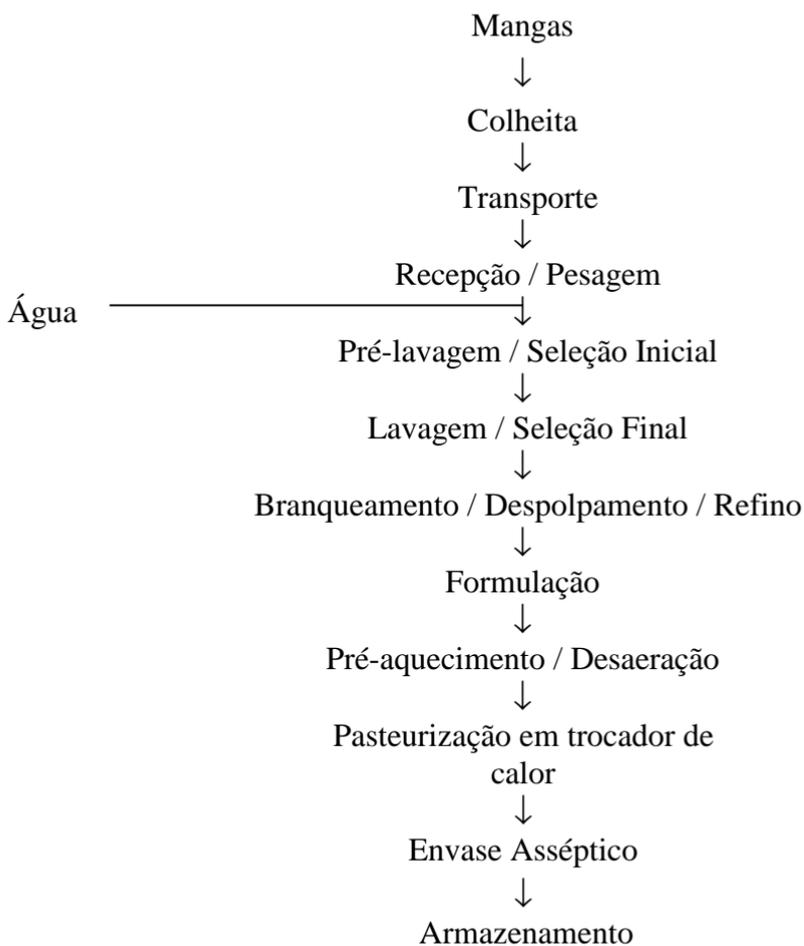 Mangas
Colheita
Transporte
Recepção / Pesagem
Água
Pré-lavagem / Seleção Inicial
Lavagem / Seleção Final
Branqueamento / Despolpamento / Refino
Formulação
Pré-aquecimento / Desaeração
Pasteurização em trocador de
calor
Envase Asséptico
Armazenamento